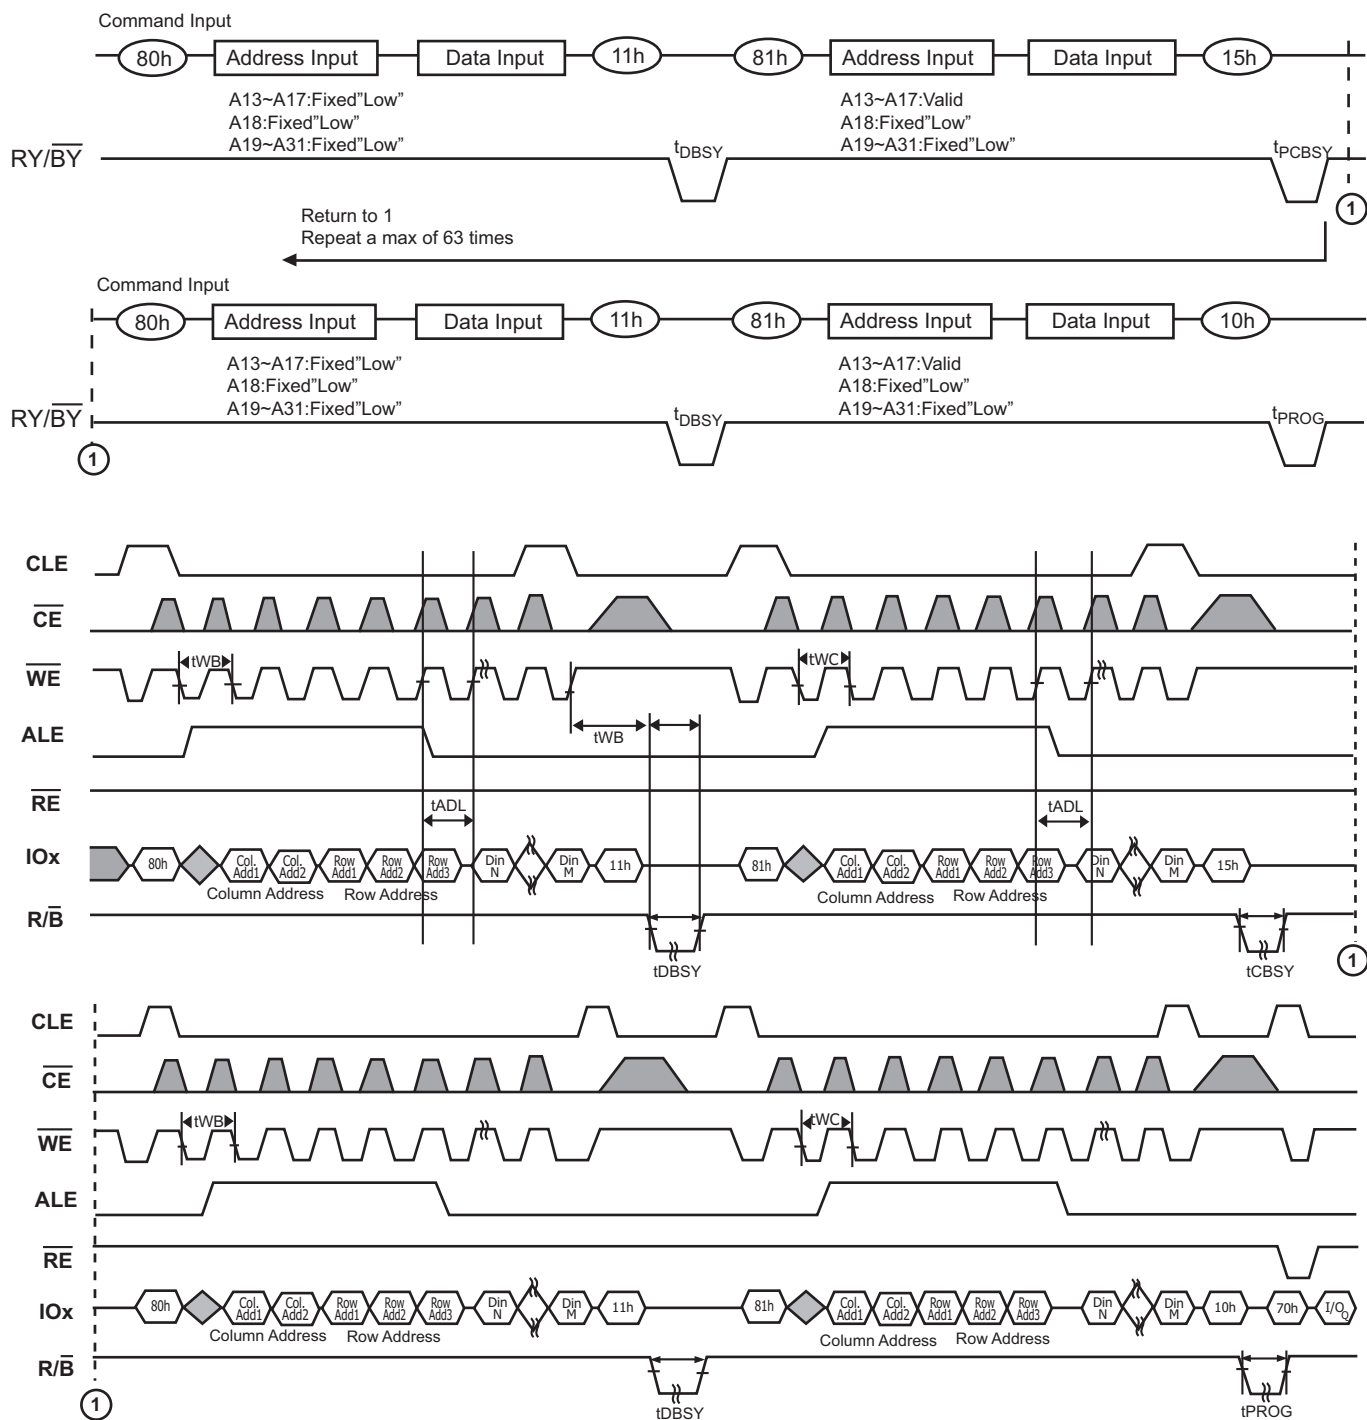 Command Input
80h Address Input Data Input 11h 81h Address Input Data Input 15h
A13~A17:Fixed"Low" A13~A17:Valid
A18:Fixed"Low" A18:Fixed"Low"
A19~A31:Fixed"Low" A19~A31:Fixed"Low"
RY/BY tDBSY tPCBSY
1
Return to 1
Repeat a max of 63 times
Command Input
80h Address Input Data Input 11h 81h Address Input Data Input 10h
A13~A17:Fixed"Low" A13~A17:Valid
A18:Fixed"Low" A18:Fixed"Low"
A19~A31:Fixed"Low" A19~A31:Fixed"Low"
RY/BY tDBSY tPROG
1
CLE
CE
WE tWB tWC
ALE tWB
RE
tADL tADL
IOx 80h Col. Add1 Col. Add2 Row Add1 Row Add2 Row Add3 Din N Din M 11h 81h Col. Add1 Col. Add2 Row Add1 Row Add2 Row Add3 Din N Din M 15h
Column Address Row Address Column Address Row Address
R/B
tDBSY tCBSY 1
CLE
CE
WE tWB tWC
ALE
RE
IOx 80h Col. Add1 Col. Add2 Row Add1 Row Add2 Row Add3 Din N Din M 11h 81h Col. Add1 Col. Add2 Row Add1 Row Add2 Row Add3 Din N Din M 10h 70h I/OQ
Column Address Row Address Column Address Row Address
R/B
1 tDBSY tPROG